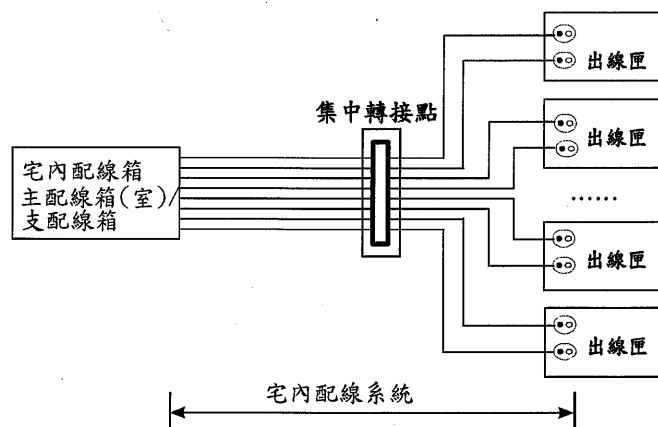 出線匣
集中轉接點
出線匣
宅內配線箱
主配線箱(室)/
支配線箱
......
出線匣
出線匣
宅內配線系統